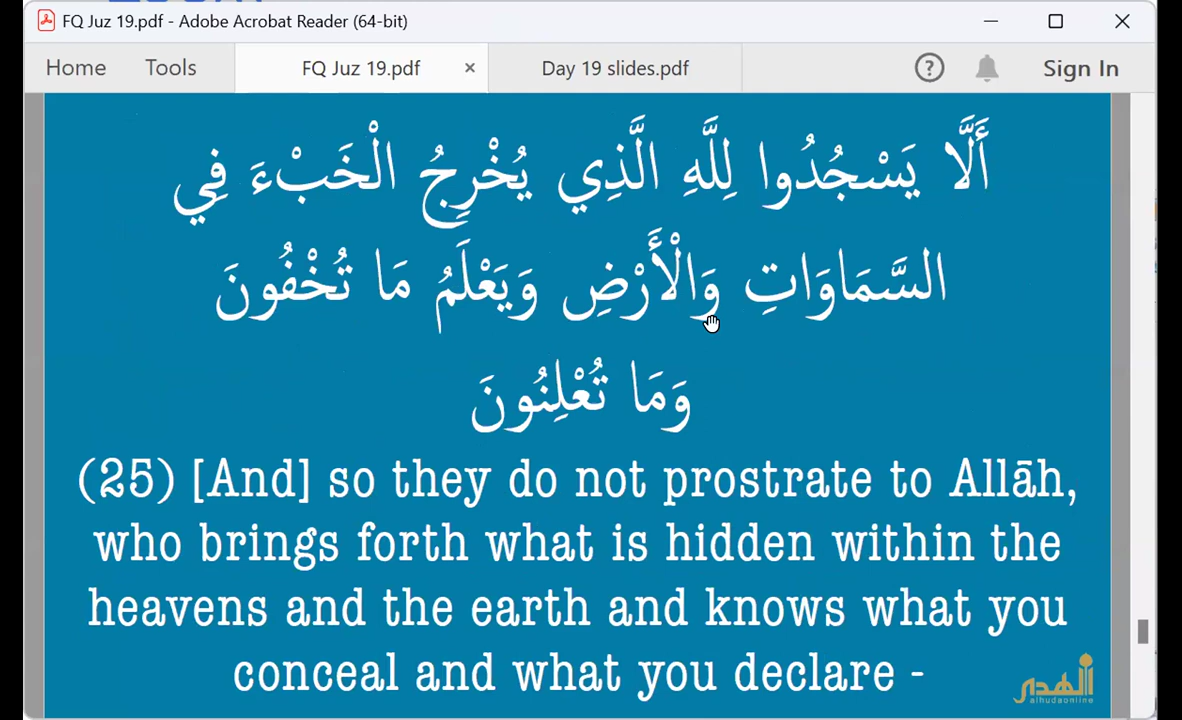 FQ Juz 19.pdf - Adobe Acrobat Reader (64-bit)
Home Tools FQ Juz 19.pdf × Day 19 slides.pdf Sign In
أَلَّا يَسْجُدُوا لِلَّهِ الَّذِي يُخْرِجُ الْخَبْءَ فِي
السَّمَاوَاتِ وَالْأَرْضِ وَيَعْلَمُ مَا تُخْفُونَ
وَمَا تُعْلِنُونَ
(25) [And] so they do not prostrate to Allāh,
who brings forth what is hidden within the
heavens and the earth and knows what you
conceal and what you declare -
الهدى
alhudaonline